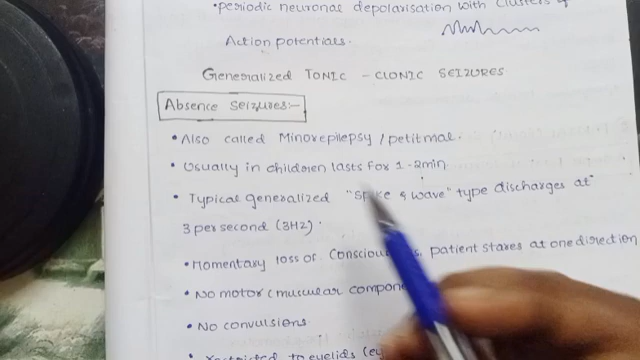 •periodic neuronal depolarisation with clusters of
Action potentials.
Generalized TONIC - CLONIC SEIZURES
Absence Seizures:-
• Also called Minorepilepsy / petitmal.
• Usually in children lasts for 1-2min
• Typical generalized "spike & wave" type discharges at
3 per second (3Hz).
• Momentary loss of patient stares at one direction
• No motor (muscular
• No convulsions
to eyelids